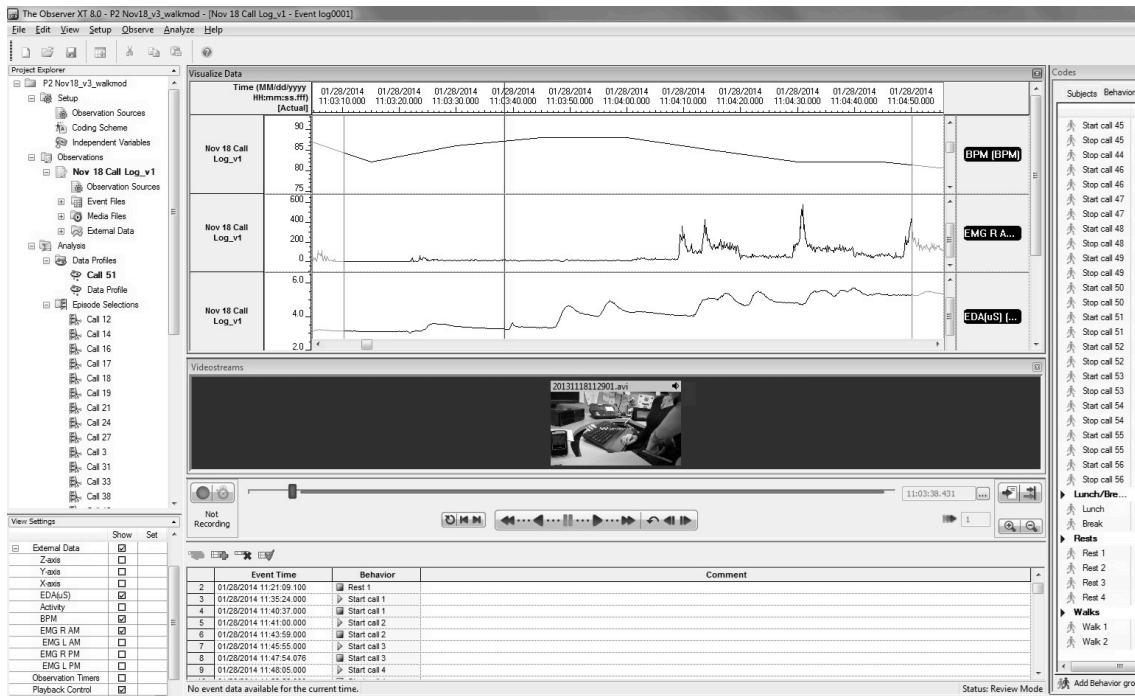 The Observer XT 8.0 - P2 Nov18_v3_walkmod - [Nov 18 Call Log_v1 - Event log0001]
File Edit View Setup Observe Analyze Help
Project Explorer
P2 Nov18_v3_walkmod
Setup
Observation Sources
Coding Scheme
Independent Variables
Observations
Nov 18 Call Log_v1
Observation Sources
Event Files
Media Files
External Data
Analysis
Data Profiles
Call 51
Data Profile
Episode Selections
Call 12
Call 14
Call 16
Call 17
Call 18
Call 19
Call 21
Call 24
Call 27
Call 3
Call 31
Call 33
Call 38
View Settings
Show Set
External Data
Z-axis
Y-axis
X-axis
EDA(uS)
Activity
BPM
EMG R AM
EMG L AM
EMG R PM
EMG L PM
Observation Timers
Playback Control
Visualize Data
Time (MM/dd/yyyy
HH:mm:ss.fff)
[Actual]
01/28/2014 01/28/2014 01/28/2014 01/28/2014 01/28/2014 01/28/2014 01/28/2014 01/28/2014 01/28/2014 01/28/2014 01/28/2014
11:03:10.000 11:03:20.000 11:03:30.000 11:03:40.000 11:03:50.000 11:04:00.000 11:04:10.000 11:04:20.000 11:04:30.000 11:04:40.000 11:04:50.000
Nov 18 Call
Log_v1
90
85
80
75
BPM (BPM)
Nov 18 Call
Log_v1
600
400
200
0
EMG R A...
Nov 18 Call
Log_v1
6.0
4.0
2.0
EDA(uS) (...
Videostreams
20131118112901.avi
11:03:38.431 ...
Not
Recording
1
Event Time Behavior Comment
2 01/28/2014 11:21:09.100 Rest 1
3 01/28/2014 11:35:24.000 Start call 1
4 01/28/2014 11:40:37.000 Start call 1
5 01/28/2014 11:41:00.000 Start call 2
6 01/28/2014 11:43:59.000 Start call 2
7 01/28/2014 11:45:55.000 Start call 3
8 01/28/2014 11:47:54.076 Start call 3
9 01/28/2014 11:48:05.000 Start call 4
No event data available for the current time.
Status: Review Mode
Codes
Subjects Behavior
Start call 45
Stop call 45
Stop call 44
Start call 46
Stop call 46
Start call 47
Stop call 47
Start call 48
Stop call 48
Start call 49
Stop call 49
Start call 50
Stop call 50
Start call 51
Stop call 51
Start call 52
Stop call 52
Start call 53
Stop call 53
Start call 54
Stop call 54
Start call 55
Stop call 55
Start call 56
Stop call 56
Lunch/Bre...
Lunch
Break
Rests
Rest 1
Rest 2
Rest 3
Rest 4
Walks
Walk 1
Walk 2
Add Behavior gro